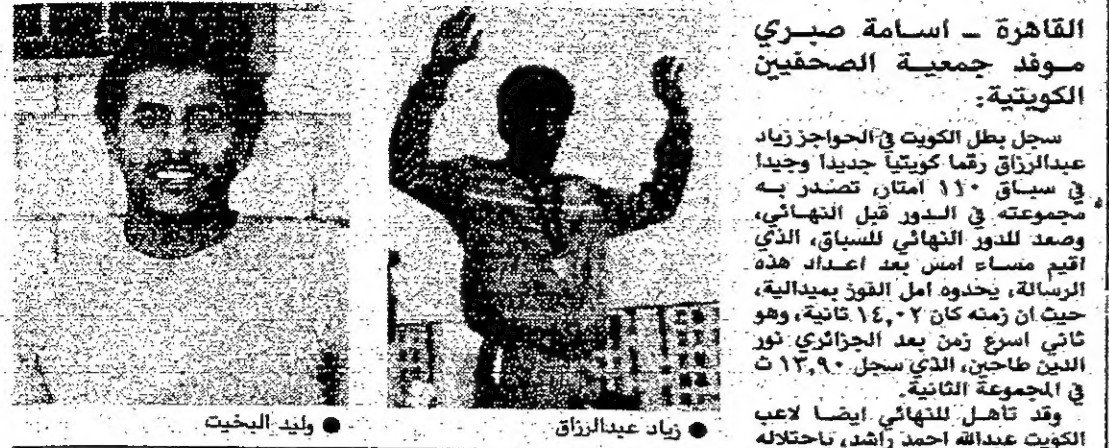 القاهرة – اسامة صبري
موفد جمعية الصحفيين
الكويتية:
سجل بطل الكويت في الحواجز زياد
عبدالرزاق رقما كويتيا جديدا وجيدا
في سباق ١١٠ امتار، تصدر به
مجموعته في الدور قبل النهائي،
وصعد للدور النهائي للسباق، الذي
اقيم مساء امس بعد اعداد هذه
الرسالة، يحدوه امل الفوز بميدالية،
حيث ان زمنه كان ١٤,٠٢ ثانية، وهو
ثاني اسرع زمن بعد الجزائري نور
الدين طاحين، الذي سجل ١٣,٩٠ ث
في المجموعة الثانية.
وقد تاهل للنهائي ايضا لاعب
الكويت عبدالله احمد راشد، باحتلاله
زياد عبدالرزاق
وليد البخيت